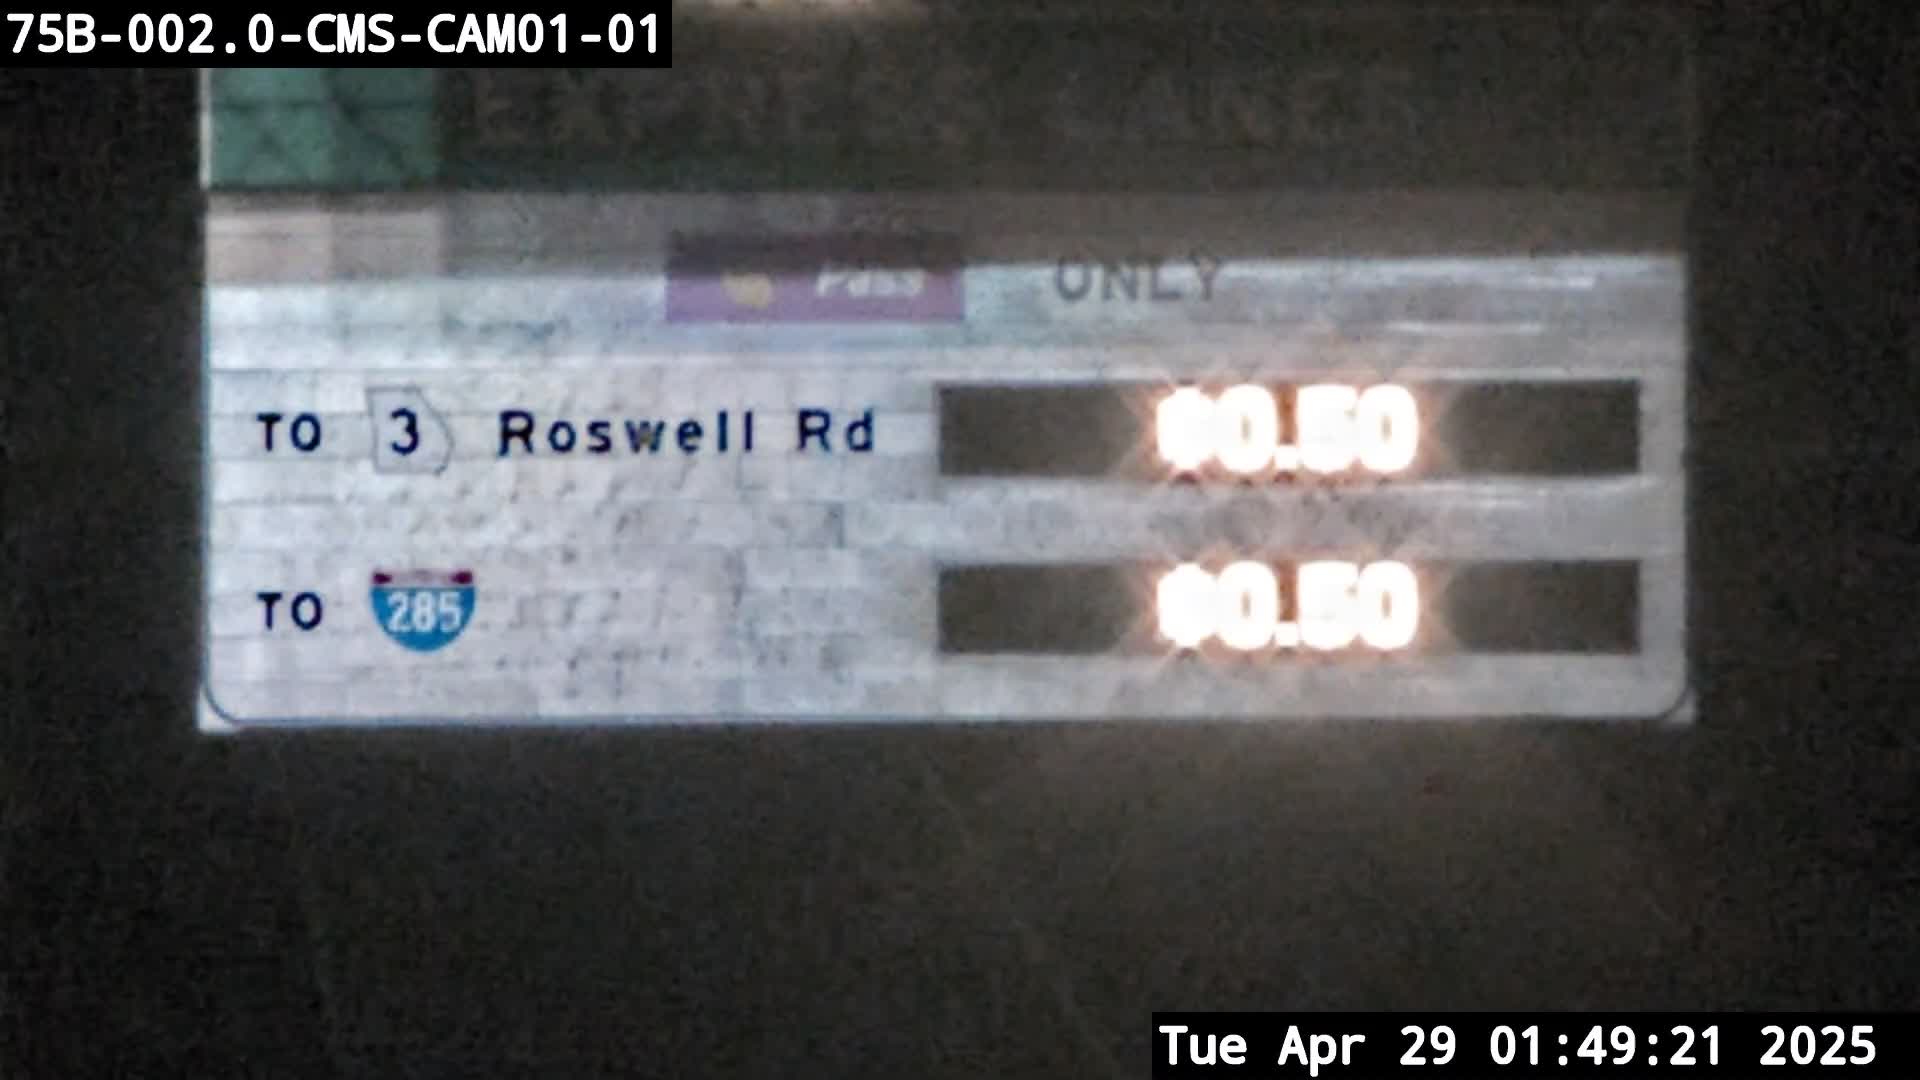 75B-002.0-CMS-CAM01-01
Pass ONLY
TO 3 Roswell Rd $0.50
TO 285 $0.50
Tue Apr 29 01:49:21 2025